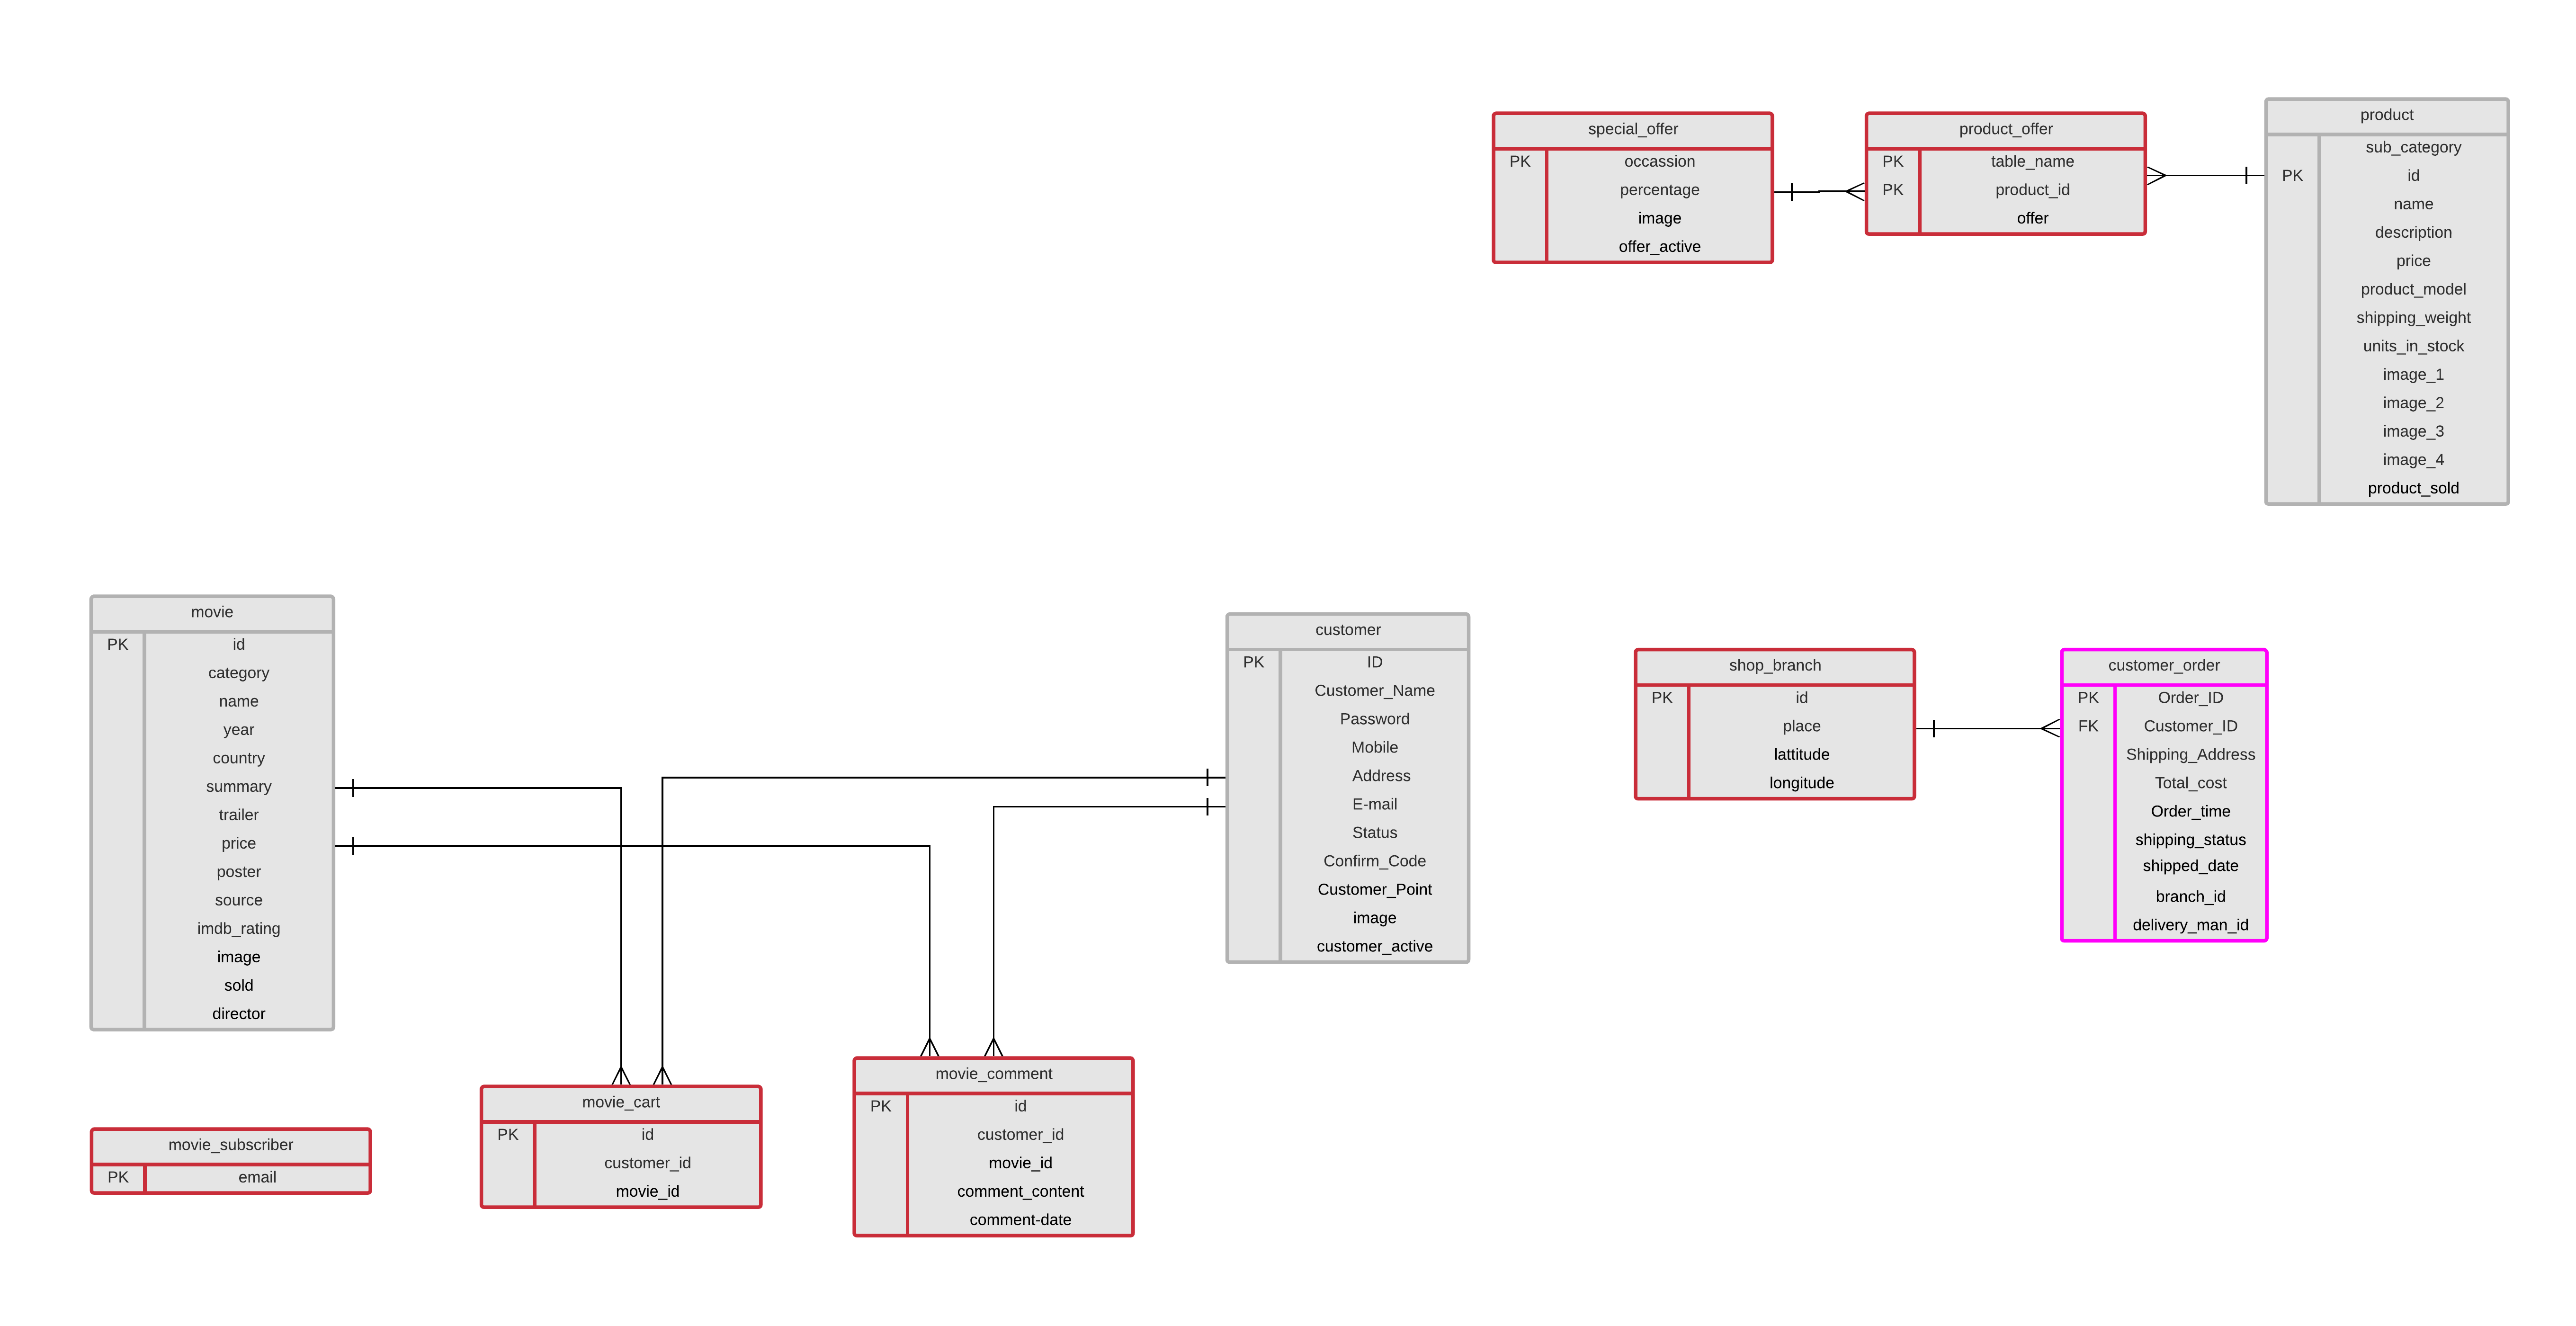 special_offer
PK occassion
percentage
image
offer_active
product_offer
PK table_name
PK product_id
offer
product
sub_category
PK id
name
description
price
product_model
shipping_weight
units_in_stock
image_1
image_2
image_3
image_4
product_sold
movie
PK id
category
name
year
country
summary
trailer
price
poster
source
imdb_rating
image
sold
director
customer
PK ID
Customer_Name
Password
Mobile
Address
E-mail
Status
Confirm_Code
Customer_Point
image
customer_active
shop_branch
PK id
place
lattitude
longitude
customer_order
PK Order_ID
FK Customer_ID
Shipping_Address
Total_cost
Order_time
shipping_status
shipped_date
branch_id
delivery_man_id
movie_subscriber
PK email
movie_cart
PK id
customer_id
movie_id
movie_comment
PK id
customer_id
movie_id
comment_content
comment-date